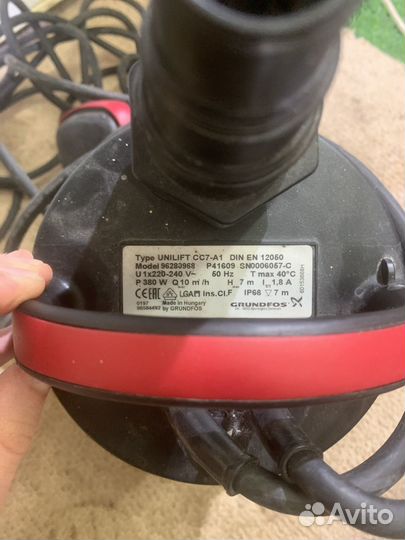 Type UNILIFT CC7-A1 DIN EN 12050
Model 96280968 P41609 SN0006057-C
U 1x220-240 V~ 50 Hz T max 40°C
P 380 W Q 10 m³/h H 7 m I 1,8 A
LGA Ins.Cl.F IP68 ▽ 7 m
0197 Made in Hungary
by GRUNDFOS
GRUNDFOS
Avito